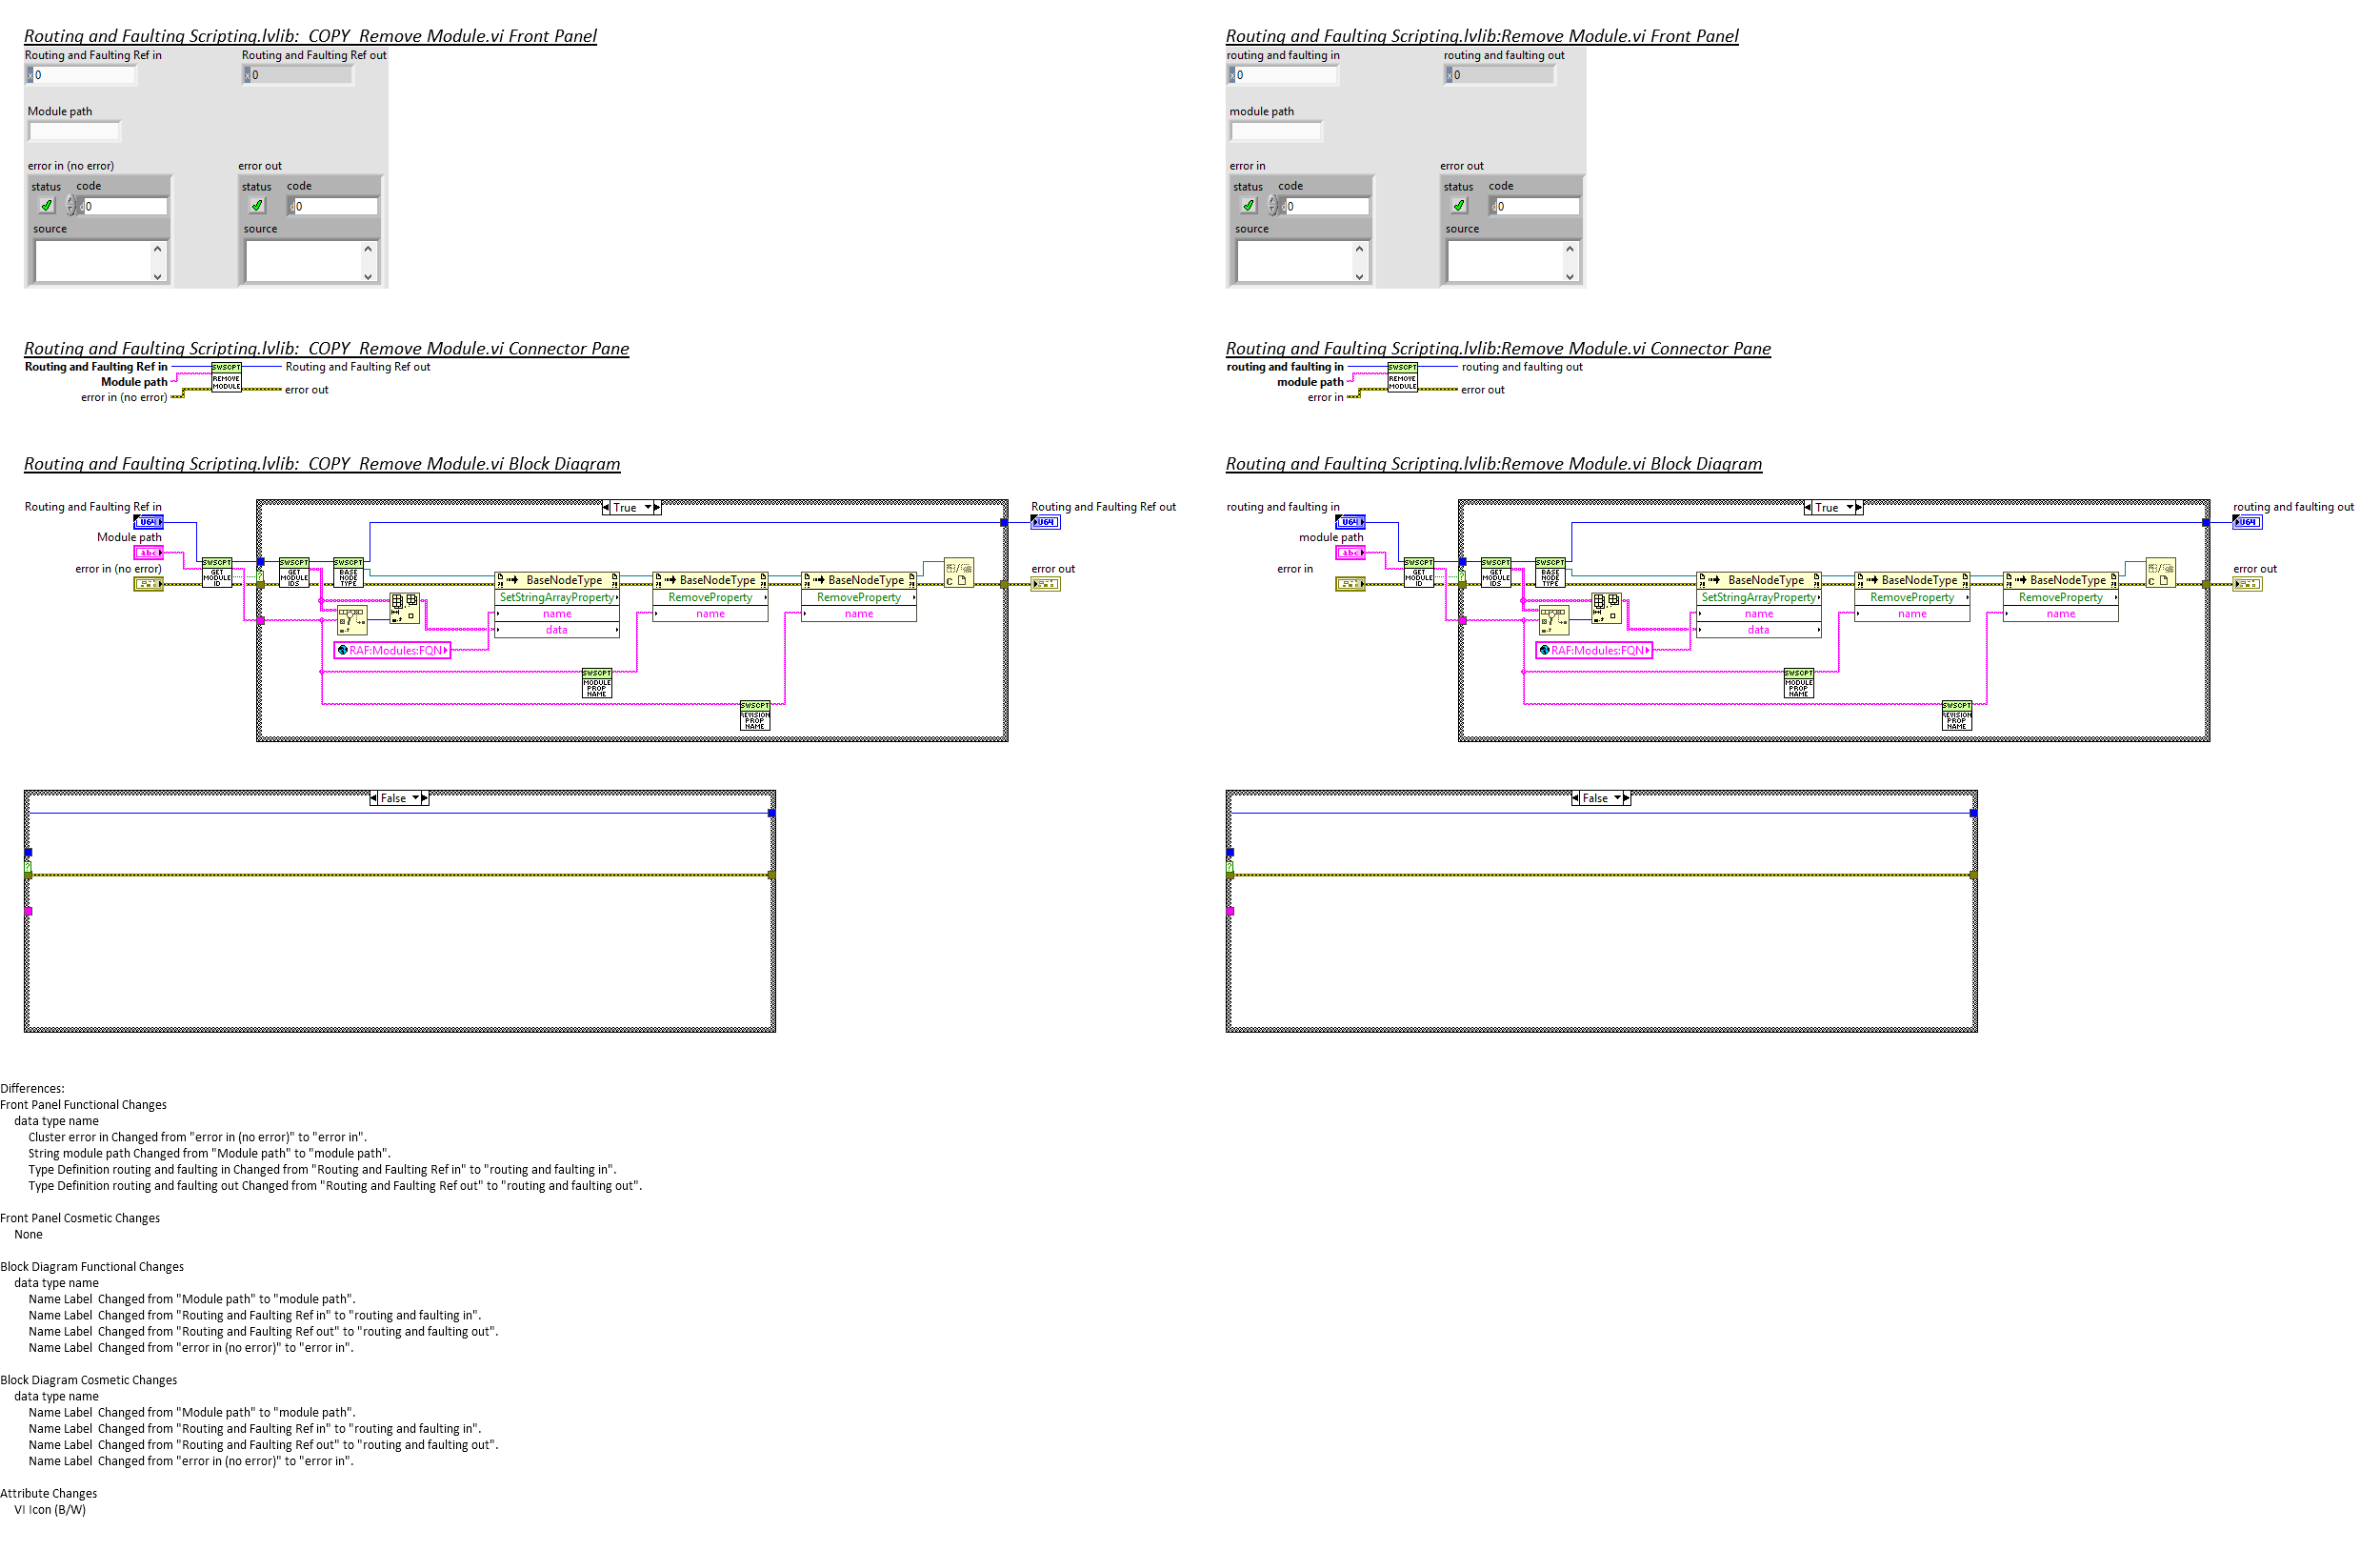 Routing and Faulting Scripting.lvlib:_COPY_Remove Module.vi Front Panel
Routing and Faulting Ref in
Routing and Faulting Ref out
x 0
x 0
Module path
error in (no error)
error out
status code
status code
d 0
d 0
source
source
Routing and Faulting Scripting.lvlib:Remove Module.vi Front Panel
routing and faulting in
routing and faulting out
x 0
x 0
module path
error in
error out
status code
status code
d 0
d 0
source
source
Routing and Faulting Scripting.lvlib:_COPY_Remove Module.vi Connector Pane
Routing and Faulting Ref in
SWSCPT
REMOVE
MODULE
Routing and Faulting Ref out
Module path
error in (no error)
error out
Routing and Faulting Scripting.lvlib:Remove Module.vi Connector Pane
routing and faulting in
SWSCPT
REMOVE
MODULE
routing and faulting out
module path
error in
error out
Routing and Faulting Scripting.lvlib:_COPY_Remove Module.vi Block Diagram
Routing and Faulting Ref in
U64
Module path
abc
error in (no error)
True
SWSCPT
GET
MODULE
ID
?
SWSCPT
GET
MODULE
IDS
SWSCPT
BASE
NODE
TYPE
BaseNodeType
SetStringArrayProperty
name
data
BaseNodeType
RemoveProperty
name
BaseNodeType
RemoveProperty
name
RAF:Modules:FQN
SWSCPT
MODULE
PROP
NAME
SWSCPT
REVISION
PROP
NAME
Routing and Faulting Ref out
U64
error out
Routing and Faulting Scripting.lvlib:Remove Module.vi Block Diagram
routing and faulting in
U64
module path
abc
error in
True
SWSCPT
GET
MODULE
ID
?
SWSCPT
GET
MODULE
IDS
SWSCPT
BASE
NODE
TYPE
BaseNodeType
SetStringArrayProperty
name
data
BaseNodeType
RemoveProperty
name
BaseNodeType
RemoveProperty
name
RAF:Modules:FQN
SWSCPT
MODULE
PROP
NAME
SWSCPT
REVISION
PROP
NAME
routing and faulting out
U64
error out
False
?
False
?
Differences:
Front Panel Functional Changes
data type name
Cluster error in Changed from "error in (no error)" to "error in".
String module path Changed from "Module path" to "module path".
Type Definition routing and faulting in Changed from "Routing and Faulting Ref in" to "routing and faulting in".
Type Definition routing and faulting out Changed from "Routing and Faulting Ref out" to "routing and faulting out".
Front Panel Cosmetic Changes
None
Block Diagram Functional Changes
data type name
Name Label  Changed from "Module path" to "module path".
Name Label  Changed from "Routing and Faulting Ref in" to "routing and faulting in".
Name Label  Changed from "Routing and Faulting Ref out" to "routing and faulting out".
Name Label  Changed from "error in (no error)" to "error in".
Block Diagram Cosmetic Changes
data type name
Name Label  Changed from "Module path" to "module path".
Name Label  Changed from "Routing and Faulting Ref in" to "routing and faulting in".
Name Label  Changed from "Routing and Faulting Ref out" to "routing and faulting out".
Name Label  Changed from "error in (no error)" to "error in".
Attribute Changes
VI Icon (B/W)